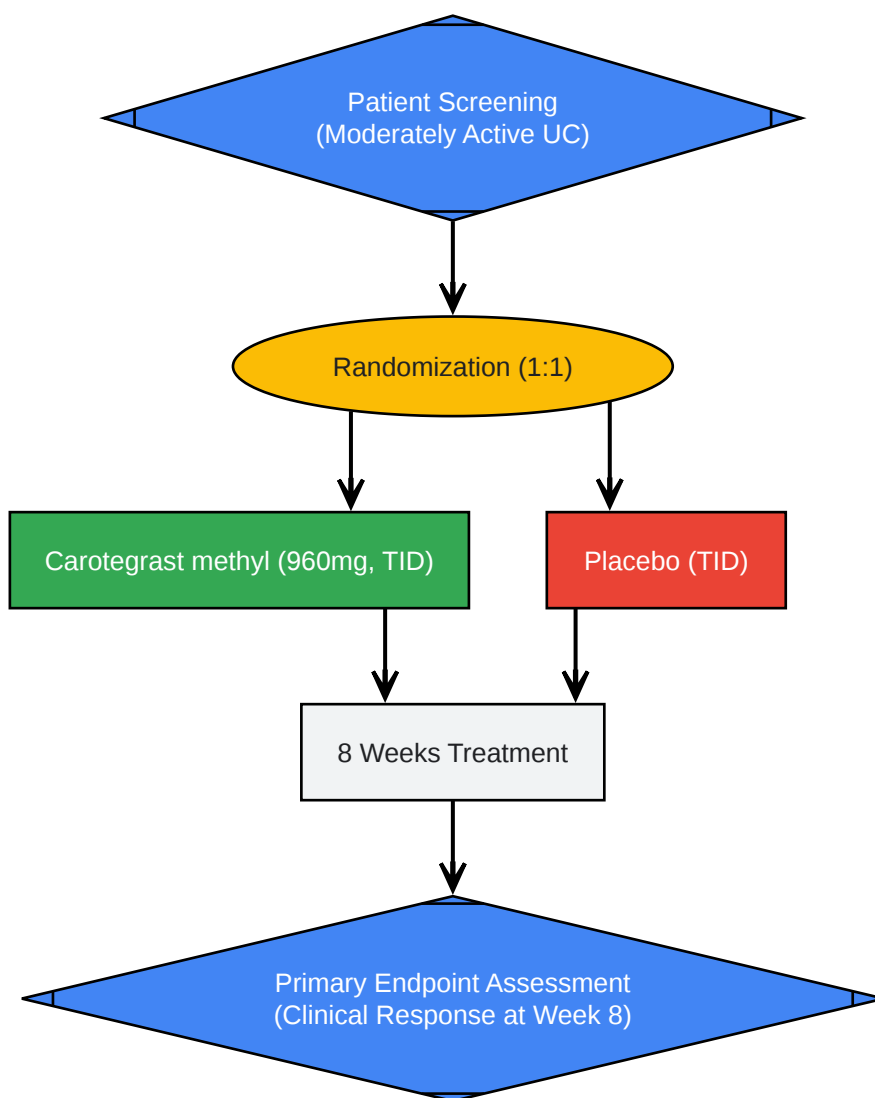 Patient Screening
(Moderately Active UC)
Randomization (1:1)
Carotegrast methyl (960mg, TID)
Placebo (TID)
8 Weeks Treatment
Primary Endpoint Assessment
(Clinical Response at Week 8)